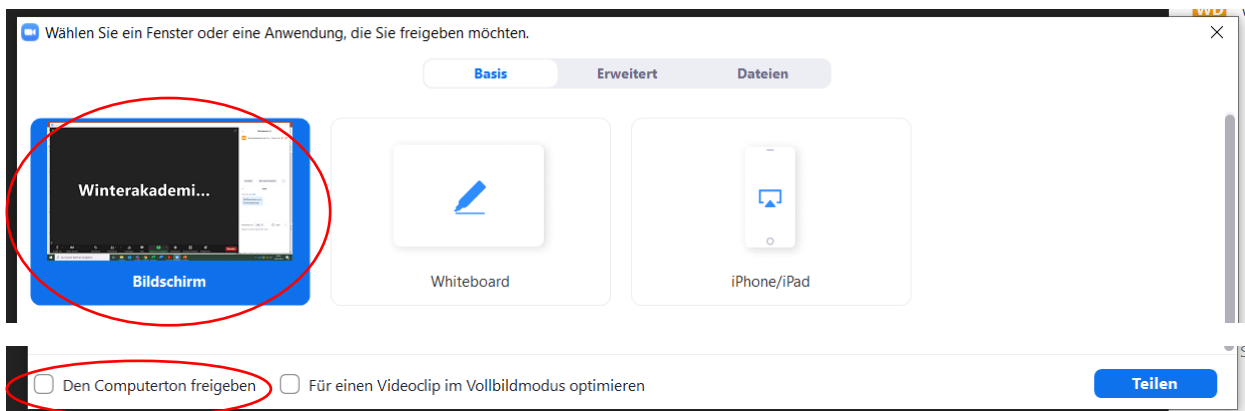 WD
Wählen Sie ein Fenster oder eine Anwendung, die Sie freigeben möchten.
Basis Erweitert Dateien
Winterakademi...
Bildschirm Whiteboard iPhone/iPad
Den Computerton freigeben Für einen Videoclip im Vollbildmodus optimieren Teilen